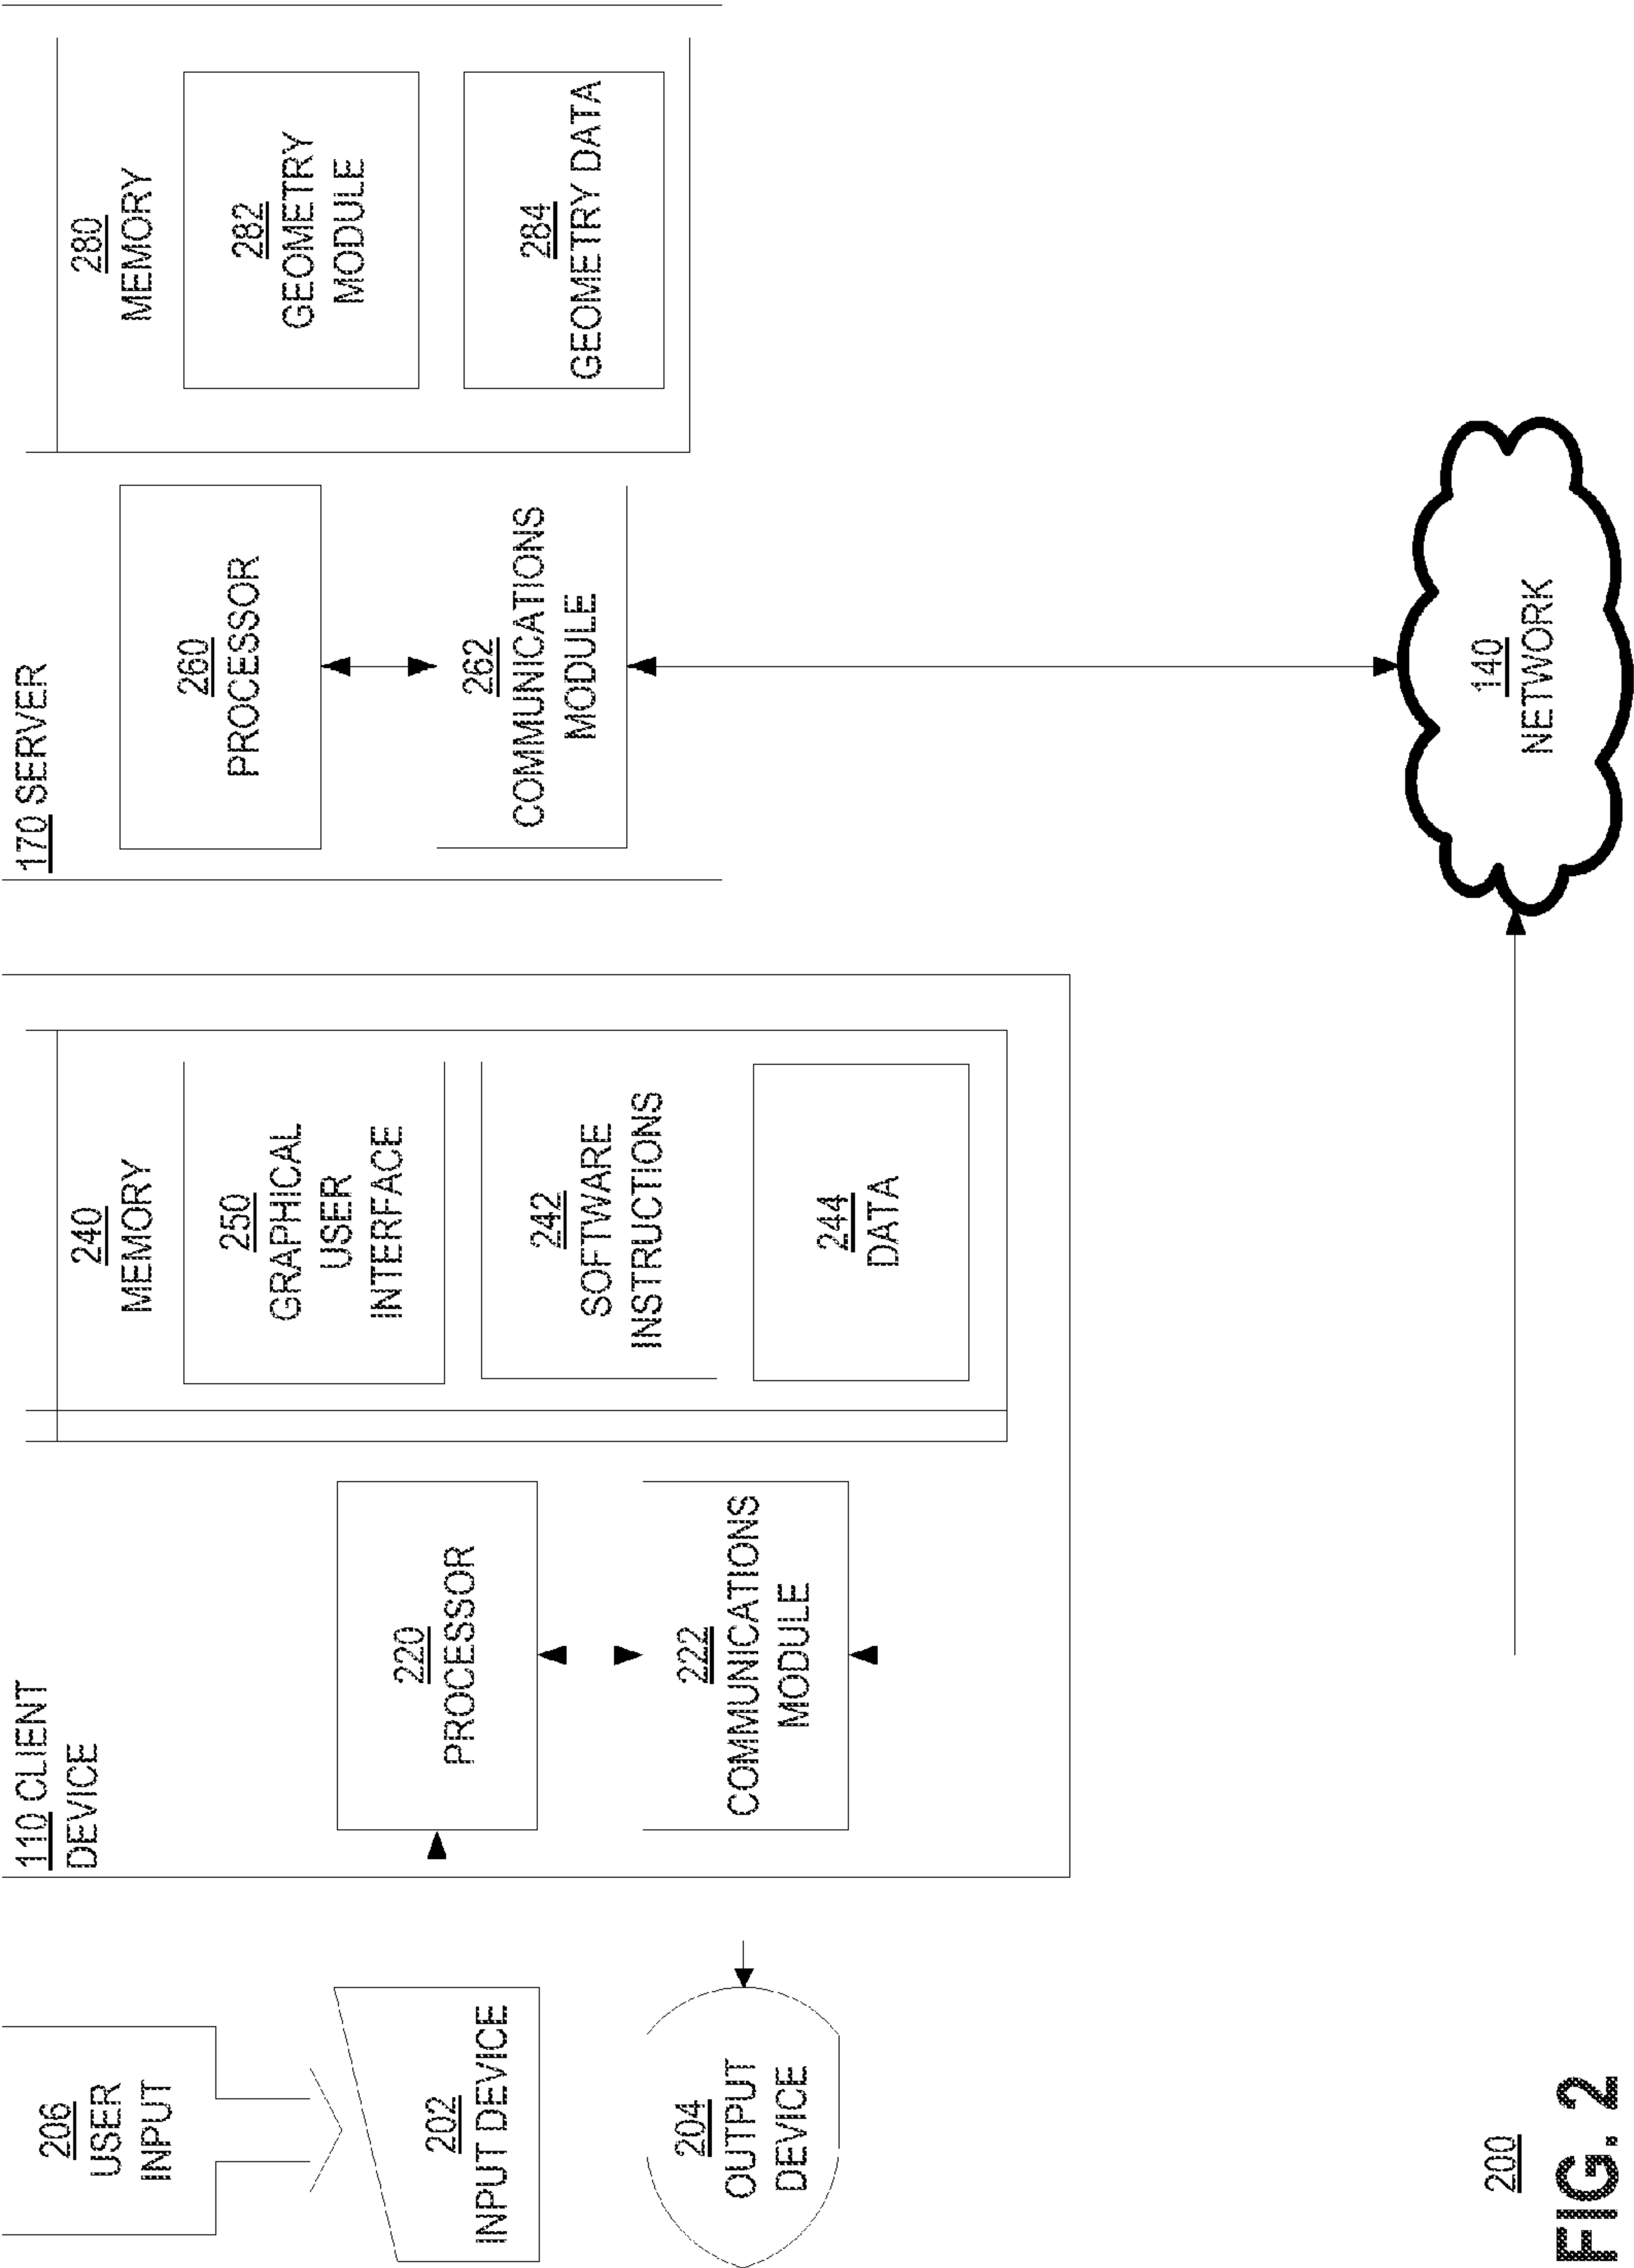 206
USER
INPUT
202
INPUT DEVICE
204
OUTPUT
DEVICE
110 CLIENT
DEVICE
220
PROCESSOR
222
COMMUNICATIONS
MODULE
240
MEMORY
250
GRAPHICAL
USER
INTERFACE
242
SOFTWARE
INSTRUCTIONS
244
DATA
170 SERVER
260
PROCESSOR
262
COMMUNICATIONS
MODULE
280
MEMORY
282
GEOMETRY
MODULE
284
GEOMETRY DATA
140
NETWORK
200
FIG. 2